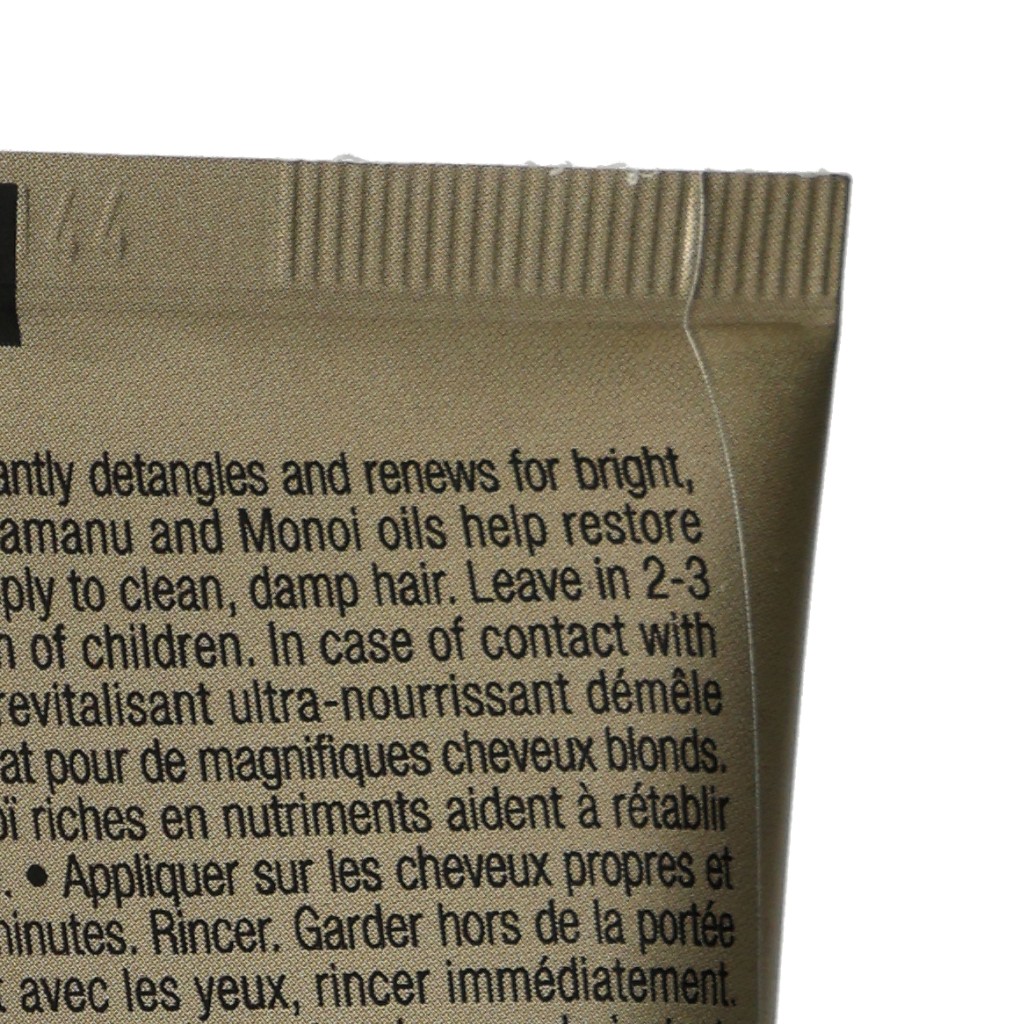 antly detangles and renews for bright,
amanu and Monoi oils help restore
ply to clean, damp hair. Leave in 2-3
n of children. In case of contact with
revitalisant ultra-nourrissant démêle
at pour de magnifiques cheveux blonds.
oï riches en nutriments aident à rétablir
. • Appliquer sur les cheveux propres et
minutes. Rincer. Garder hors de la portée
t avec les yeux, rincer immédiatement.